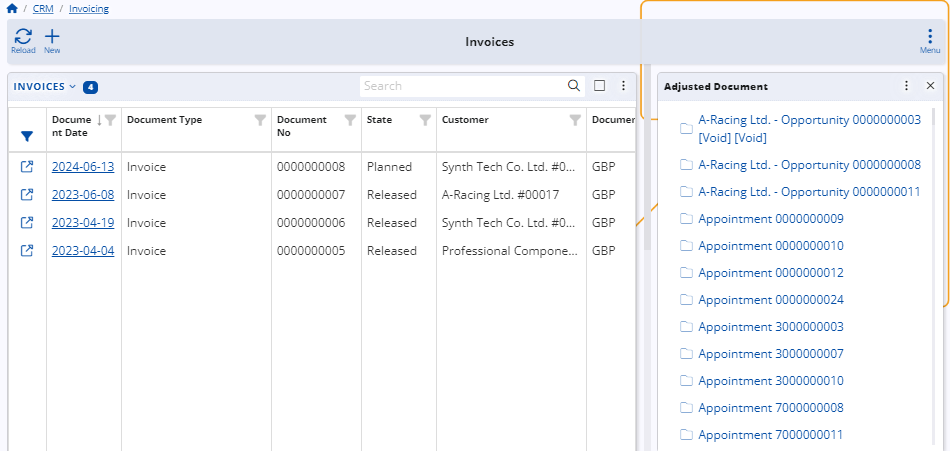 / CRM / Invoicing
Reload New
Invoices
Menu
INVOICES 4
Search
Adjusted Document
Docume
nt Date
Document Type
Document
No
State
Customer
Documen
2024-06-13 Invoice 0000000008 Planned Synth Tech Co. Ltd. #0... GBP
2023-06-08 Invoice 0000000007 Released A-Racing Ltd. #00017 GBP
2023-04-19 Invoice 0000000006 Released Synth Tech Co. Ltd. #0... GBP
2023-04-04 Invoice 0000000005 Released Professional Compone... GBP
A-Racing Ltd. - Opportunity 0000000003
[Void] [Void]
A-Racing Ltd. - Opportunity 0000000008
A-Racing Ltd. - Opportunity 0000000011
Appointment 0000000009
Appointment 0000000010
Appointment 0000000012
Appointment 0000000024
Appointment 3000000003
Appointment 3000000007
Appointment 3000000010
Appointment 7000000008
Appointment 7000000011